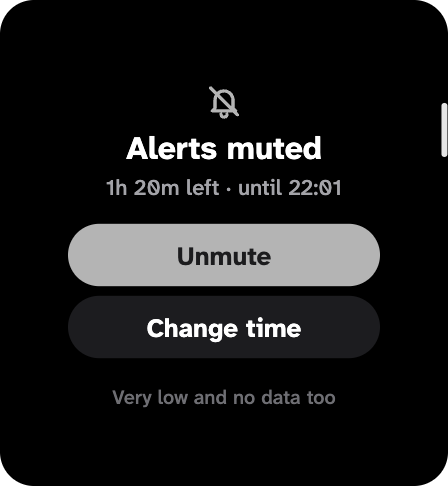 Alerts muted
1h 20m left · until 22:01
Unmute
Change time
Very low and no data too